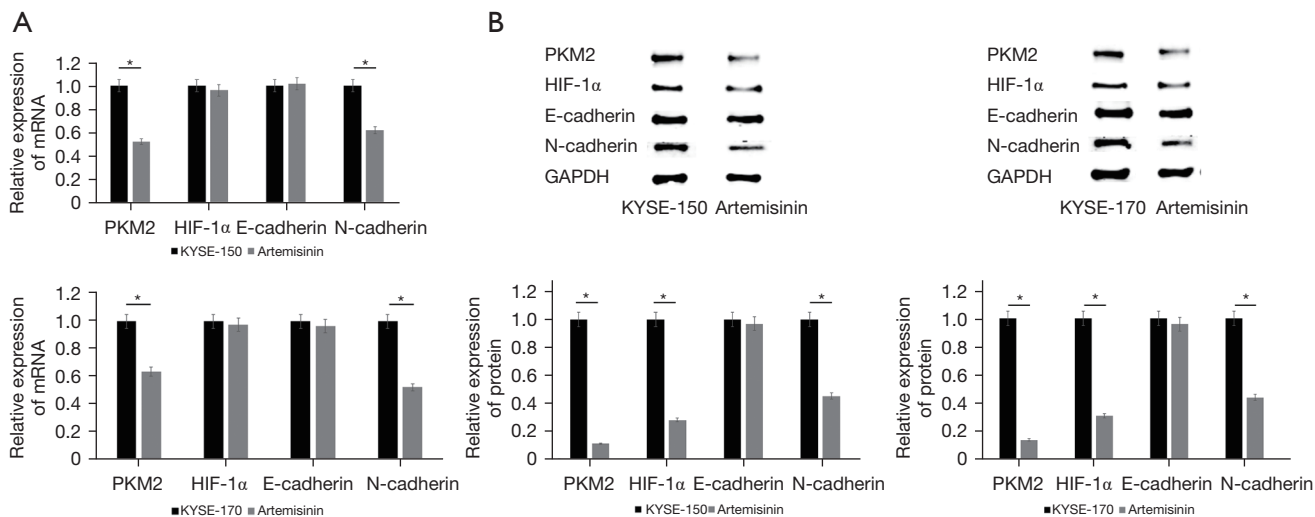 A
Relative expression
of mRNA
1.2
1.0
0.8
0.6
0.4
0.2
0
*
*
PKM2 HIF-1α E-cadherin N-cadherin
KYSE-150 Artemisinin
Relative expression
of mRNA
1.2
1.0
0.8
0.6
0.4
0.2
0
*
*
PKM2 HIF-1α E-cadherin N-cadherin
KYSE-170 Artemisinin
B
PKM2
HIF-1α
E-cadherin
N-cadherin
GAPDH
KYSE-150 Artemisinin
PKM2
HIF-1α
E-cadherin
N-cadherin
GAPDH
KYSE-170 Artemisinin
Relative expression
of protein
1.2
1.0
0.8
0.6
0.4
0.2
0
*
*
*
PKM2 HIF-1α E-cadherin N-cadherin
KYSE-150 Artemisinin
Relative expression
of protein
1.2
1.0
0.8
0.6
0.4
0.2
0
*
*
*
PKM2 HIF-1α E-cadherin N-cadherin
KYSE-170 Artemisinin